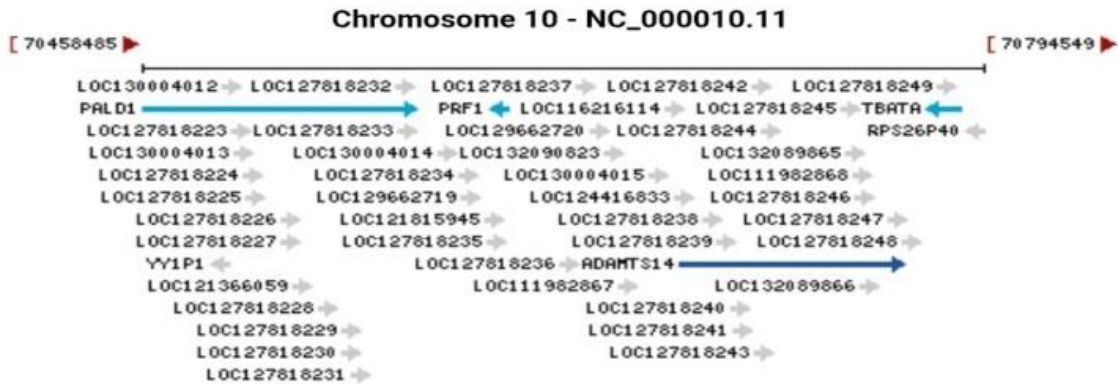 Chromosome 10 - NC_000010.11
[ 70458485 [ 70794549
LOC130004012 LOC127818232 LOC127818237 LOC127818242 LOC127818249
PALD1 PRF1 LOC116216114 LOC127818245 TBATA
LOC127818223 LOC127818233 LOC129662720 LOC127818244 RPS26P40
LOC130004013 LOC130004014 LOC132090823 LOC132089865
LOC127818224 LOC127818234 LOC130004015 LOC111982868
LOC127818225 LOC129662719 LOC124416833 LOC127818246
LOC127818226 LOC121815945 LOC127818238 LOC127818247
LOC127818227 LOC127818235 LOC127818239 LOC127818248
YY1P1 LOC127818236 ADAMTS14
LOC121366059 LOC111982867 LOC132089866
LOC127818228 LOC127818240
LOC127818229 LOC127818241
LOC127818230 LOC127818243
LOC127818231